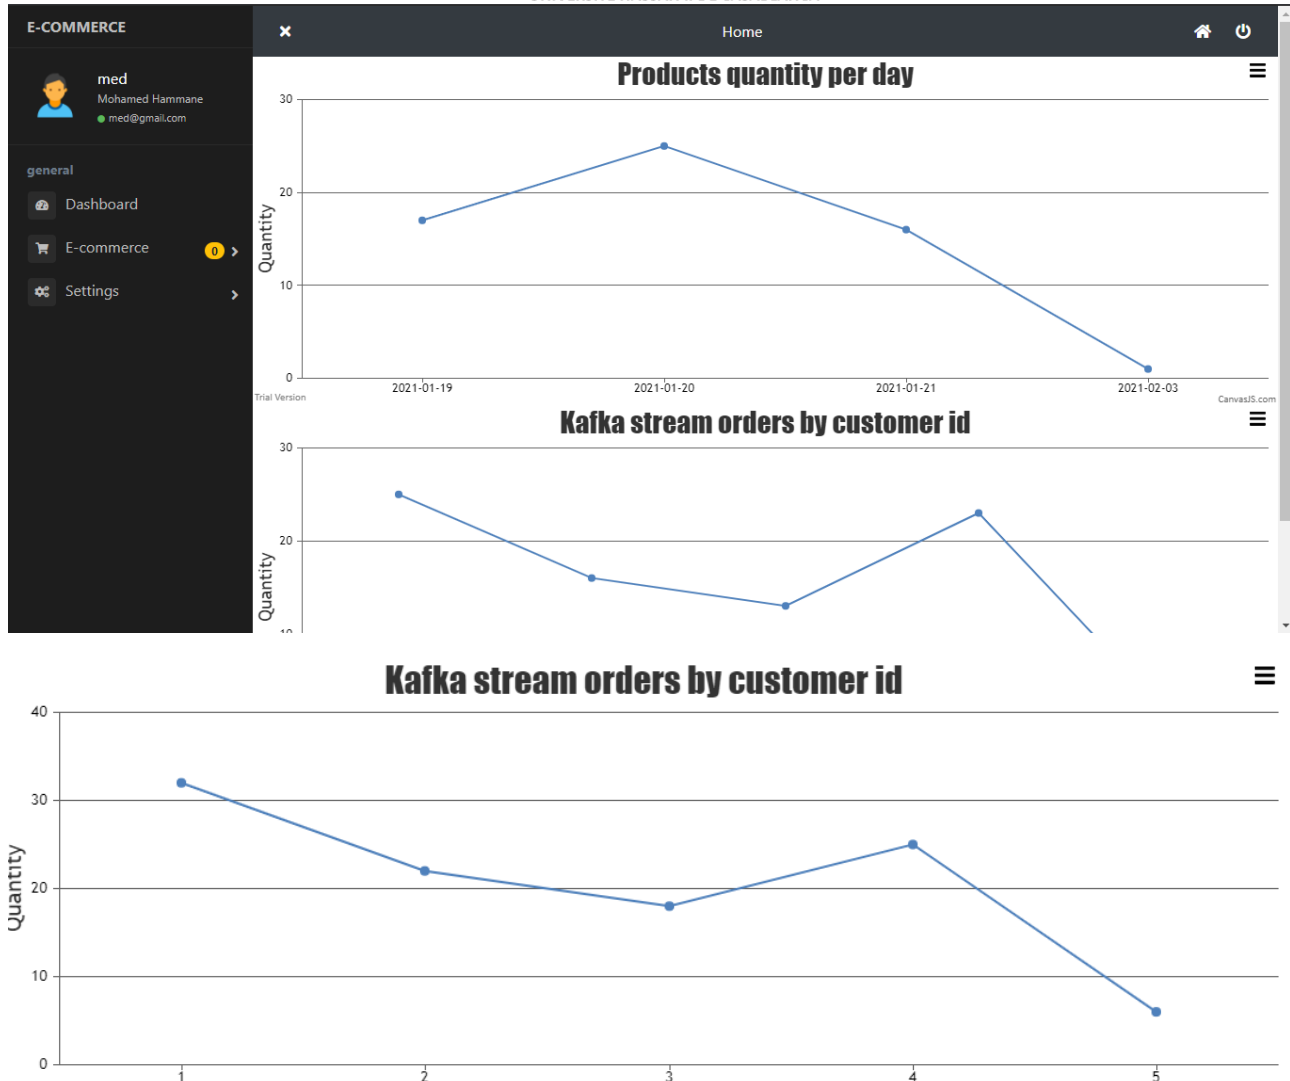 E-COMMERCE
Home
med
Mohamed Hammane
med@gmail.com
general
Dashboard
E-commerce 0
Settings
Products quantity per day
Quantity
30
20
10
0
2021-01-19 2021-01-20 2021-01-21 2021-02-03
Trial Version CanvasJS.com
Kafka stream orders by customer id
Quantity
30
20
10
Kafka stream orders by customer id
Quantity
40
30
20
10
0
1 2 3 4 5